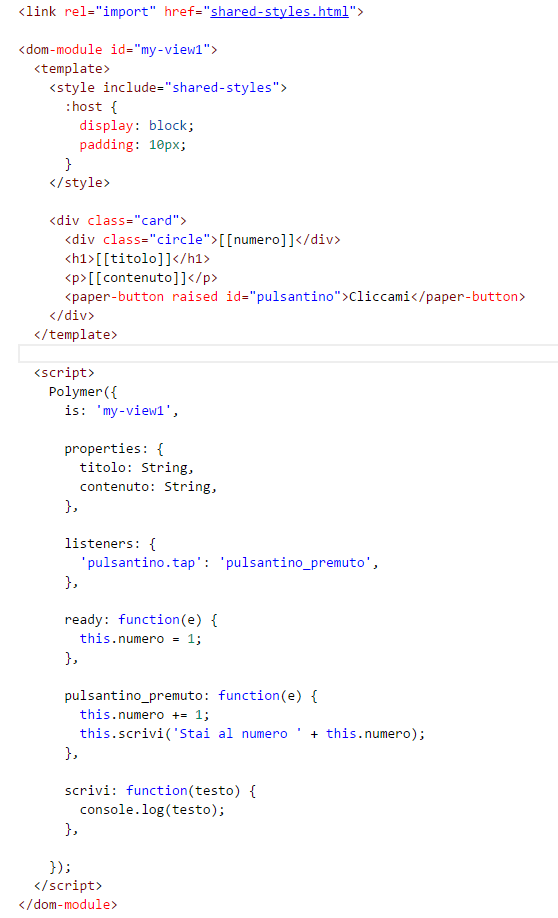 <link rel="import" href="shared-styles.html">

<dom-module id="my-view1">
  <template>
    <style include="shared-styles">
      :host {
        display: block;
        padding: 10px;
      }
    </style>

    <div class="card">
      <div class="circle">[[numero]]</div>
      <h1>[[titolo]]</h1>
      <p>[[contenuto]]</p>
      <paper-button raised id="pulsantino">Cliccami</paper-button>
    </div>
  </template>

  <script>
    Polymer({
      is: 'my-view1',

      properties: {
        titolo: String,
        contenuto: String,
      },

      listeners: {
        'pulsantino.tap': 'pulsantino_premuto',
      },

      ready: function(e) {
        this.numero = 1;
      },

      pulsantino_premuto: function(e) {
        this.numero += 1;
        this.scrivi('Stai al numero ' + this.numero);
      },

      scrivi: function(testo) {
        console.log(testo);
      },

    });
  </script>
</dom-module>